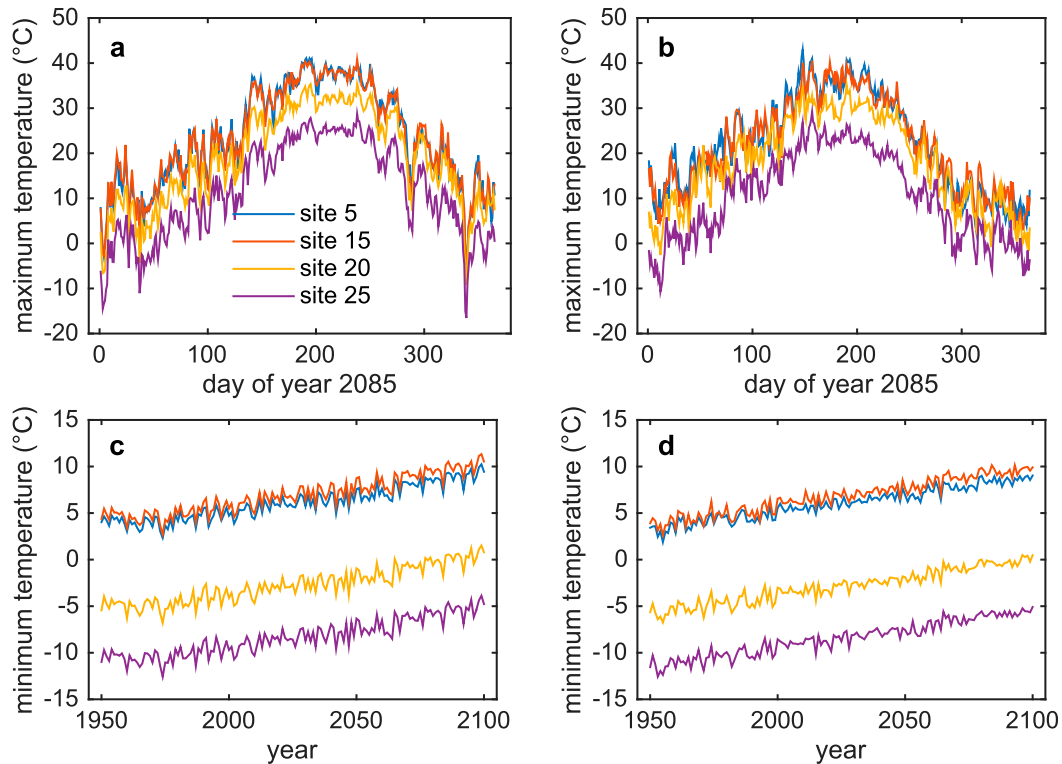 a
maximum temperature (°C)
50
40
30
20
10
0
-10
-20
0
100
200
300
day of year 2085
site 5
site 15
site 20
site 25
b
maximum temperature (°C)
50
40
30
20
10
0
-10
-20
0
100
200
300
day of year 2085
c
minimum temperature (°C)
15
10
5
0
-5
-10
-15
1950
2000
2050
2100
year
d
minimum temperature (°C)
15
10
5
0
-5
-10
-15
1950
2000
2050
2100
year